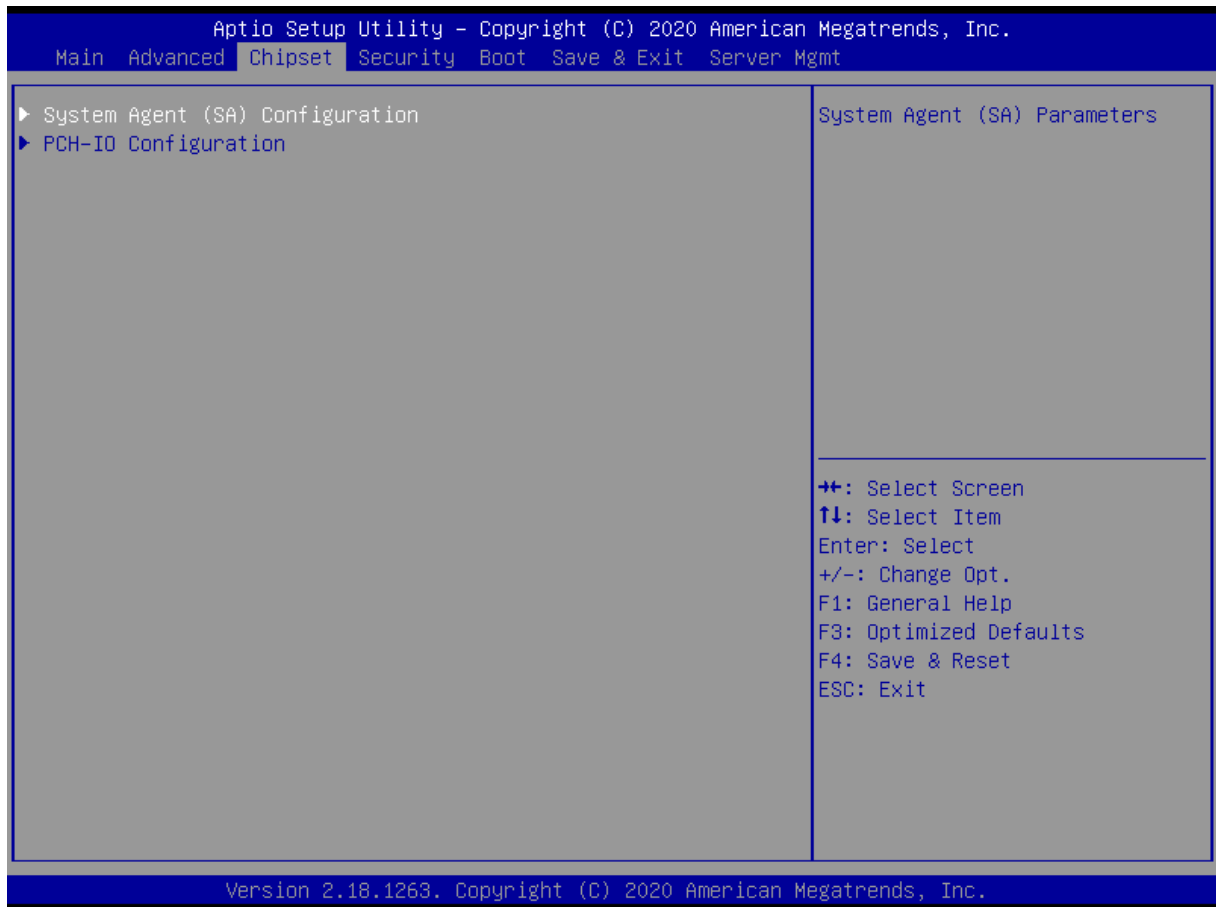 Aptio Setup Utility – Copyright (C) 2020 American Megatrends, Inc.
Main Advanced Chipset Security Boot Save & Exit Server Mgmt
▶ System Agent (SA) Configuration
▶ PCH-IO Configuration
System Agent (SA) Parameters
→←: Select Screen
↑↓: Select Item
Enter: Select
+/-: Change Opt.
F1: General Help
F3: Optimized Defaults
F4: Save & Reset
ESC: Exit
Version 2.18.1263. Copyright (C) 2020 American Megatrends, Inc.